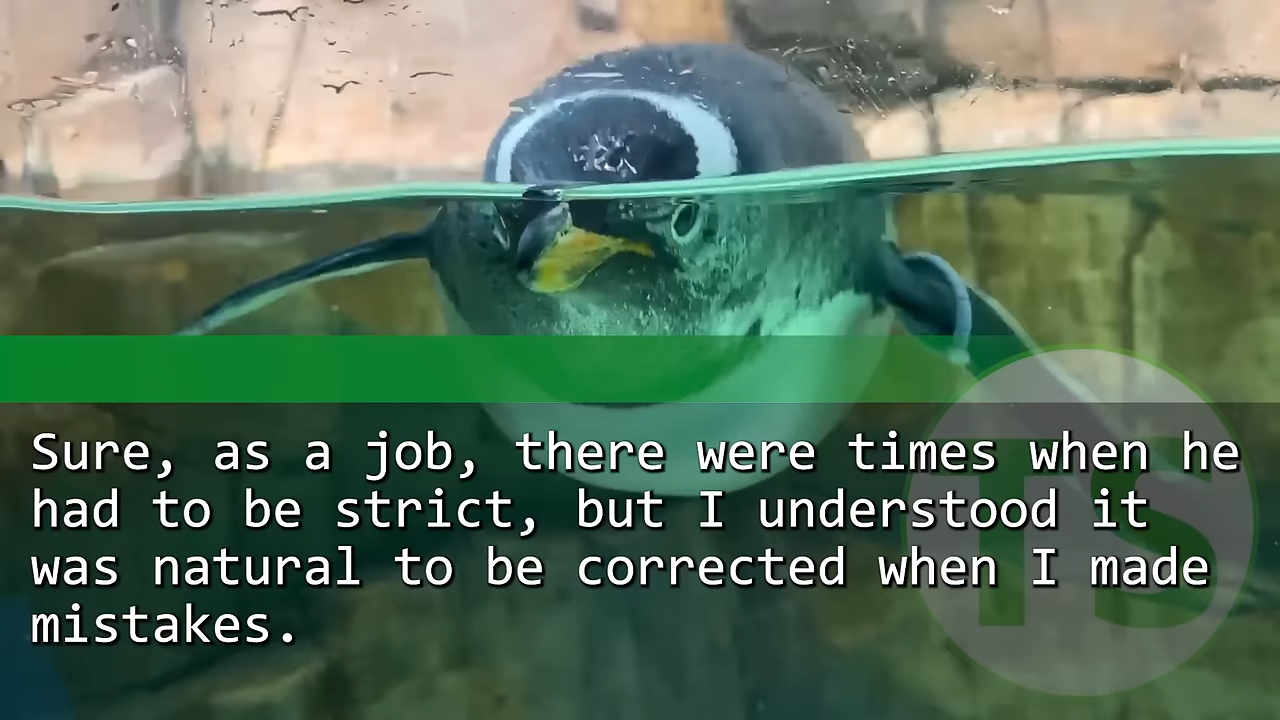 Sure, as a job, there were times when he
had to be strict, but I understood it
was natural to be corrected when I made
mistakes.
TS